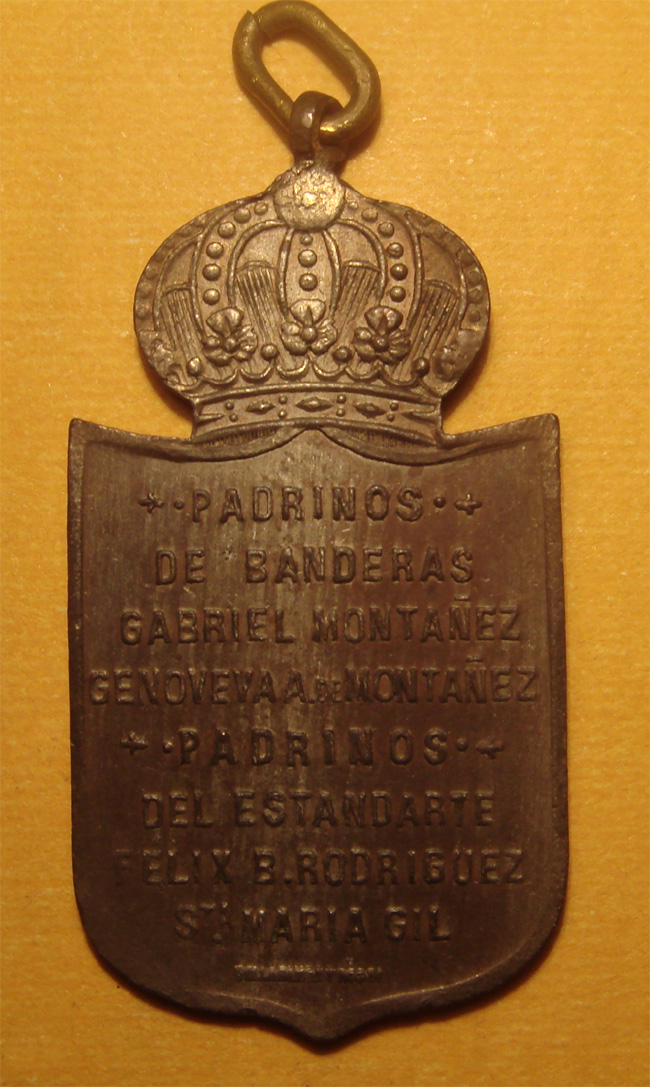 PADRINOS
DE BANDERAS
GABRIEL MONTAÑEZ
GENOVEVA A. DE MONTAÑEZ
PADRINOS
DEL ESTANDARTE
FELIX B. RODRIGUEZ
STA MARIA GIL